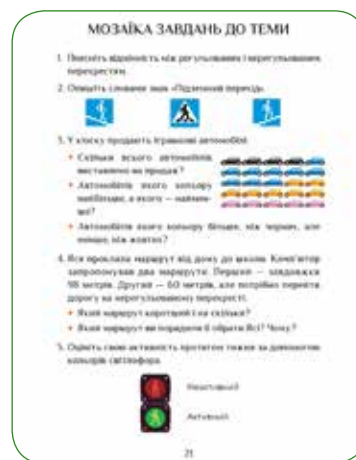 МОЗАЇКА ЗАВДАНЬ ДО ТЕМИ
1. Поясніть відмінність між регульованим і нерегульованим
перехрестям.
2. Опишіть словами знак «Підземний перехід».
3. У кіоску продають іграшкові автомобілі.
• Скільки всього автомобілів
виставлено на продаж?
• Автомобілів якого кольору
найбільше, а якого — наймен-
ше?
• Автомобілів якого кольору більше, ніж чорних, але
менше, ніж жовтих?
4. Яся проклала маршрут від дому до школи. Комп'ютер
запропонував два маршрути. Перший — завдовжки
98 метрів. Другий — 60 метрів, але потрібно перейти
дорогу на нерегульованому перехресті.
• Який маршрут коротший і на скільки?
• Який маршрут ви порадили б обрати Ясі? Чому?
5. Оцініть свою активність протягом тижня за допомогою
кольорів світлофора.
Неактивний
Активний
21